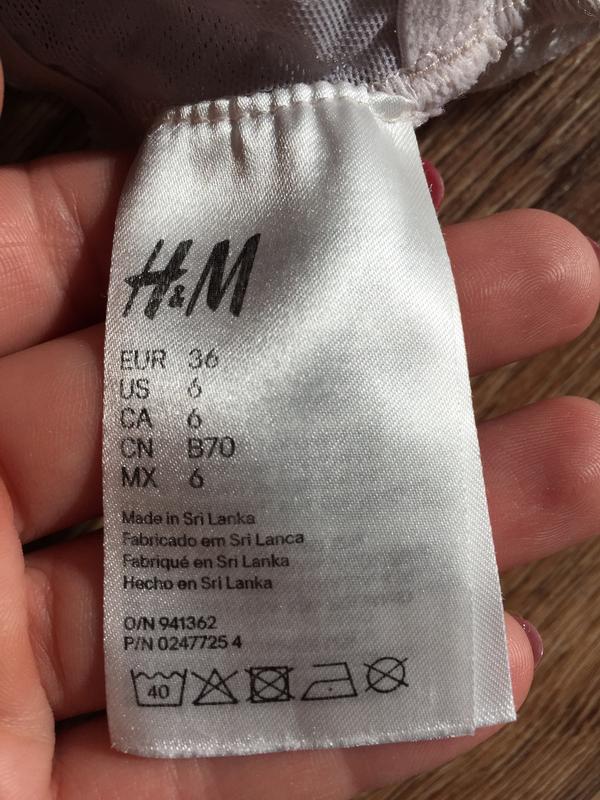 H&M
EUR 36
US 6
CA 6
CN B70
MX 6
Made in Sri Lanka
Fabricado em Sri Lanca
Fabriqué en Sri Lanka
Hecho en Sri Lanka
O/N 941362
P/N 0247725 4
40